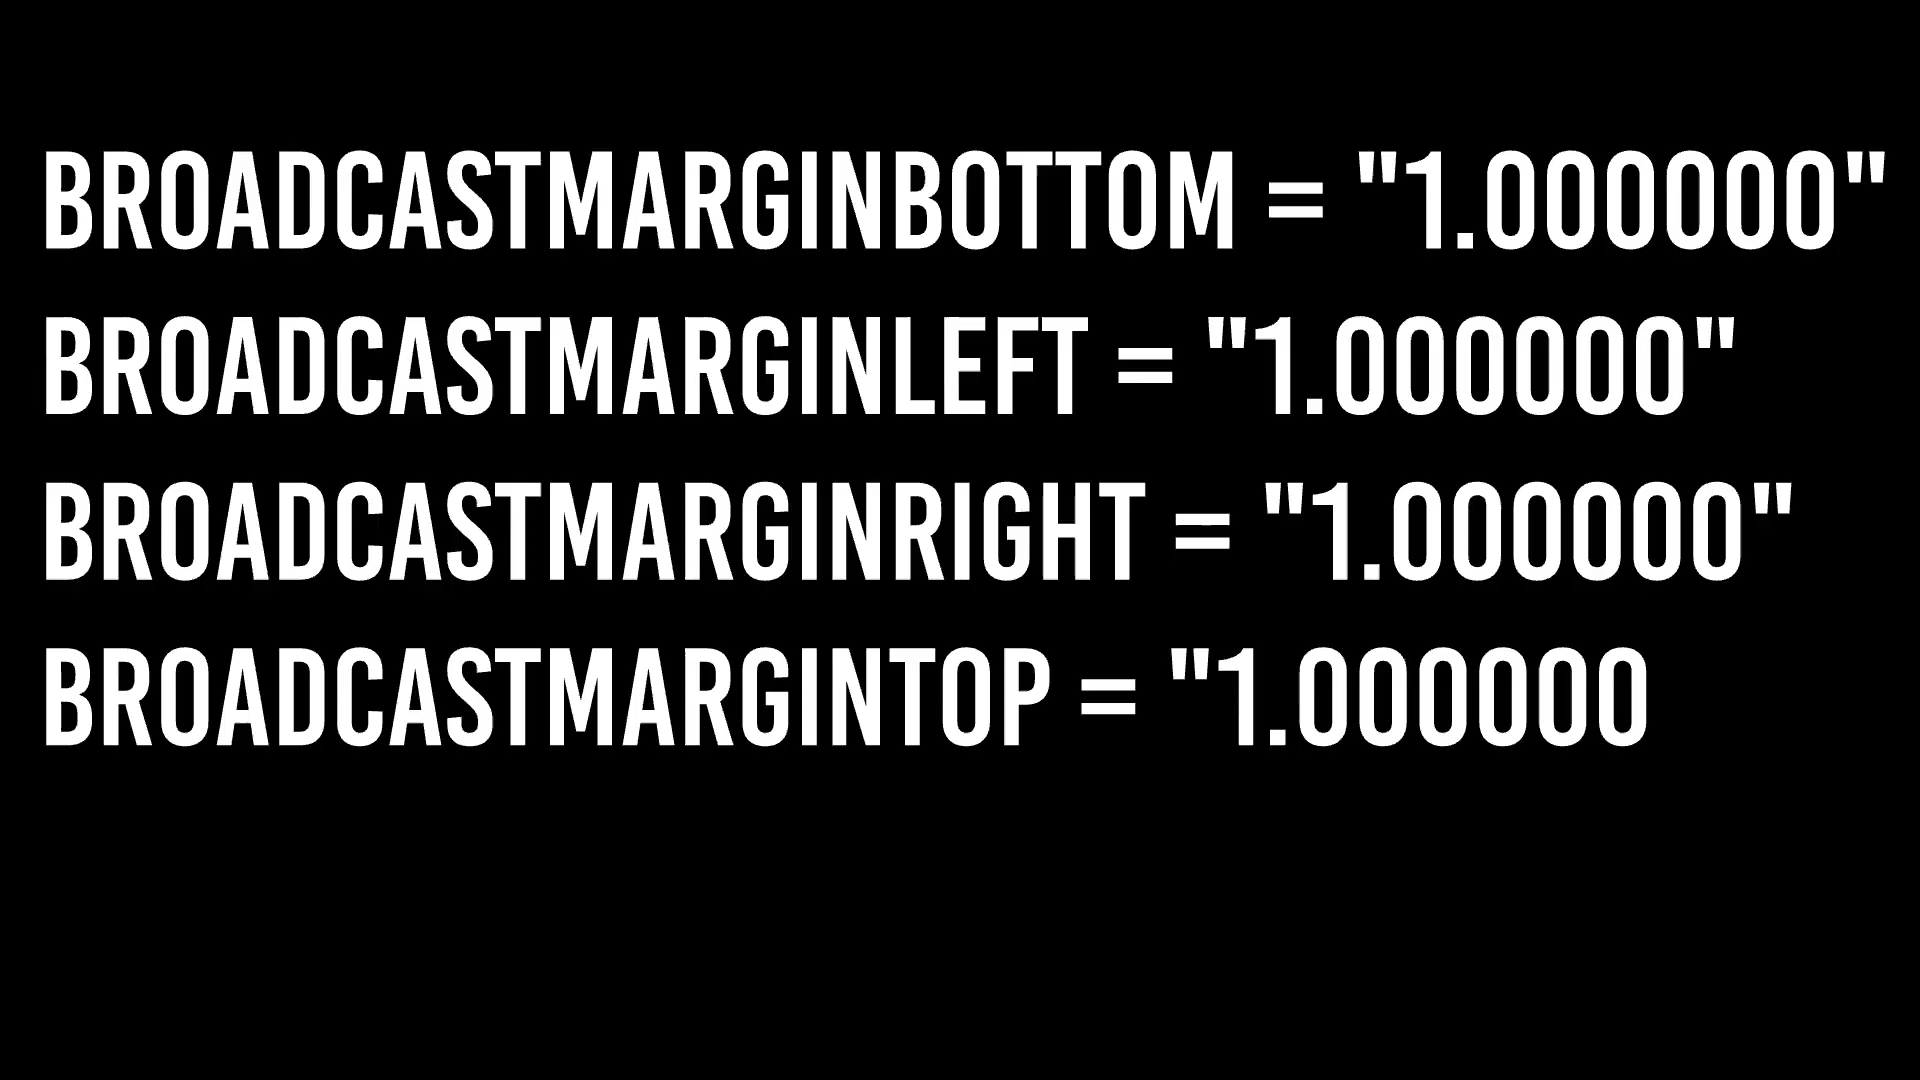 BROADCASTMARGINBOTTOM = "1.000000"
BROADCASTMARGINLEFT = "1.000000"
BROADCASTMARGINRIGHT = "1.000000"
BROADCASTMARGINTOP = "1.000000